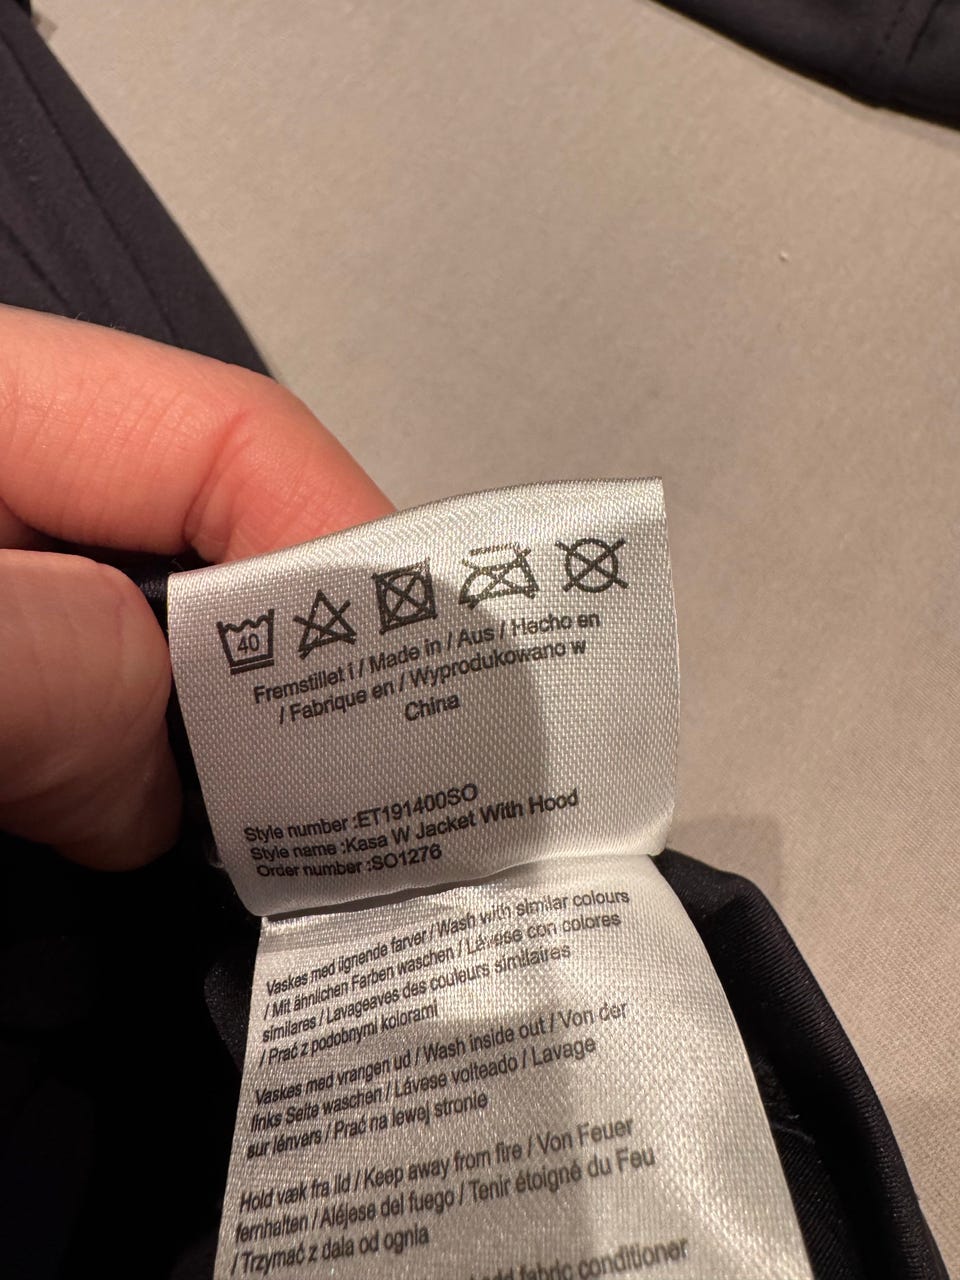 40
Fremstillet i / Made in / Aus / Hecho en
/ Fabrique en / Wyprodukowano w
China
Style number :ET191400SO
Style name :Kasa W Jacket With Hood
Order number :SO1276
Vaskes med lignende farver / Wash with similar colours
/ Mit ähnlichen Farben waschen / Lávese con colores
similares / Lavageaves des couleurs similaires
/ Prać z podobnymi kolorami
Vaskes med vrangen ud / Wash inside out / Von der
links Seite waschen / Lávese volteado / Lavage
sur lénvers / Prać na lewej stronie
Hold væk fra ild / Keep away from fire / Von Feuer
fernhalten / Aléjese del fuego / Tenir étoigné du Feu
/ Trzymać z dala od ognia
fabric conditioner